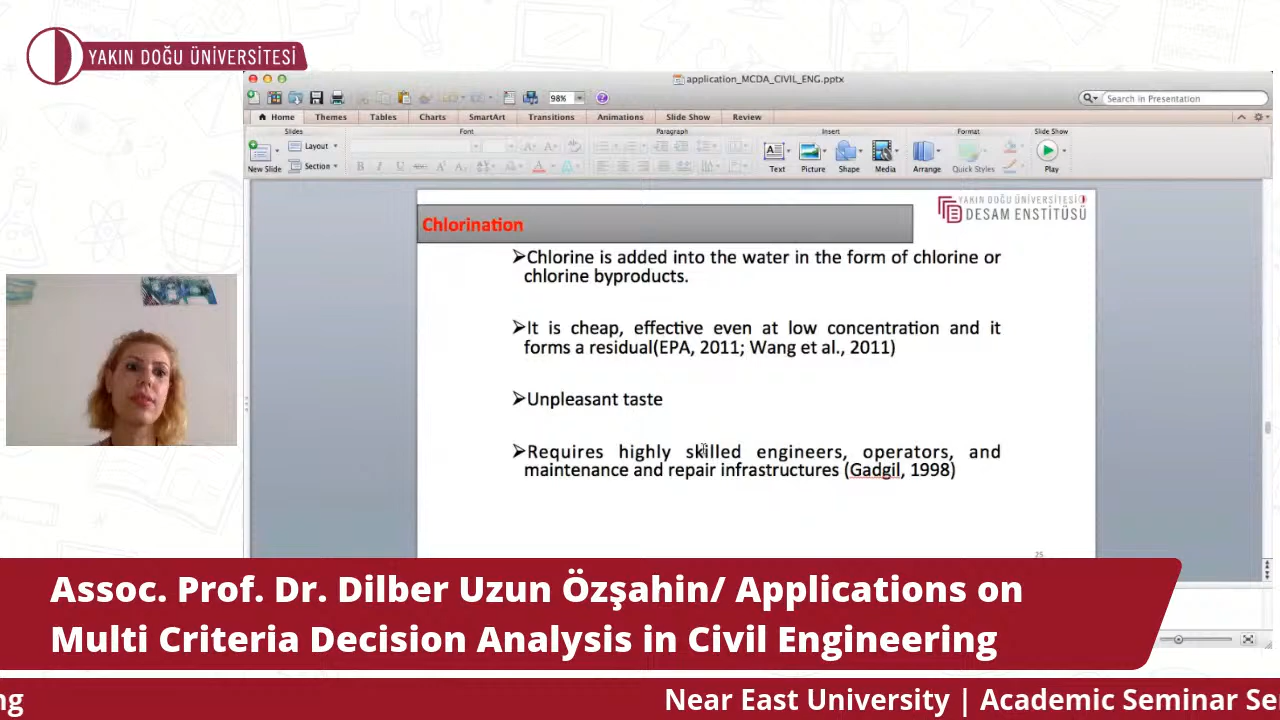 YAKIN DOĞU ÜNİVERSİTESİ
application_MCDA_CIVIL_ENG.pptx
98%
Search in Presentation
Home Themes Tables Charts SmartArt Transitions Animations Slide Show Review
Slides Font Paragraph Insert Format Slide Show
New Slide Layout Section Text Picture Shape Media Arrange Quick Styles Play
YAKIN DOĞU ÜNİVERSİTESİ
DESAM ENSTİTÜSÜ
Chlorination
➢Chlorine is added into the water in the form of chlorine or
chlorine byproducts.
➢It is cheap, effective even at low concentration and it
forms a residual(EPA, 2011; Wang et al., 2011)
➢Unpleasant taste
➢Requires highly skilled engineers, operators, and
maintenance and repair infrastructures (Gadgil, 1998)
25
Assoc. Prof. Dr. Dilber Uzun Özşahin/ Applications on
Multi Criteria Decision Analysis in Civil Engineering
ng Near East University | Academic Seminar Se